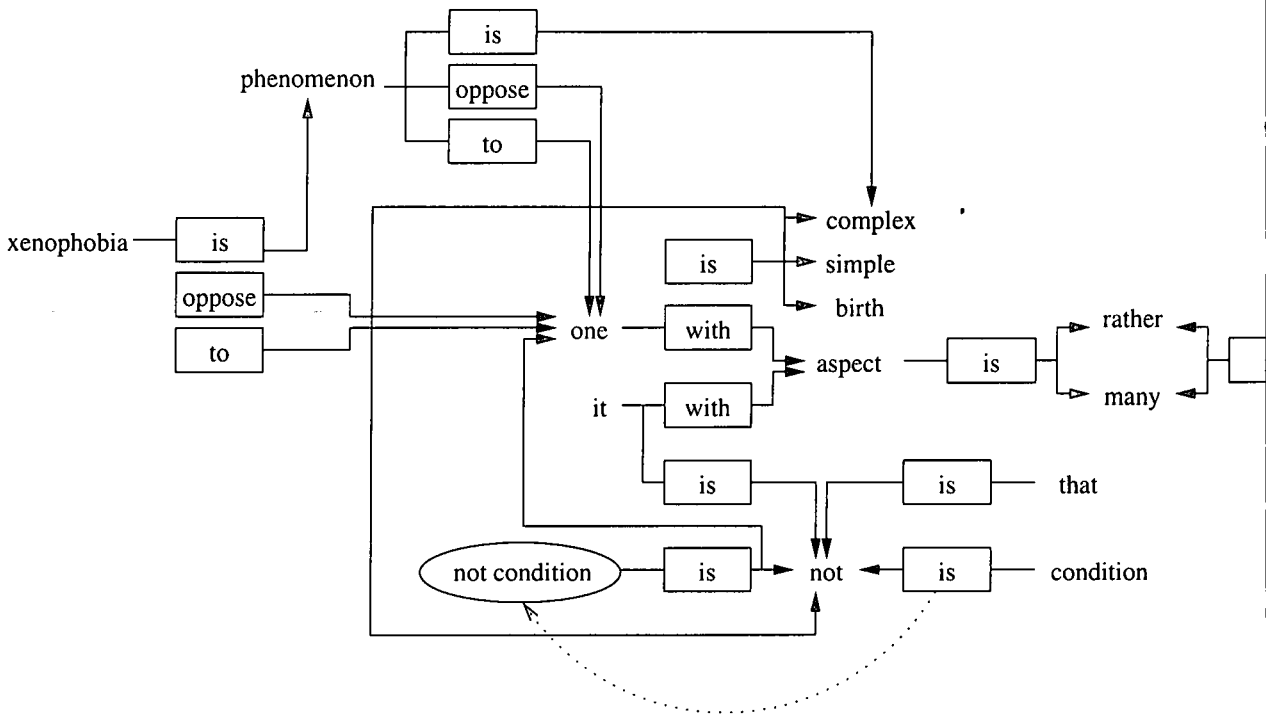 is
phenomenon
oppose
to
complex
xenophobia
is
is
simple
oppose
birth
one
with
rather
to
aspect
is
it
with
many
is
is
that
not condition
is
not
is
condition